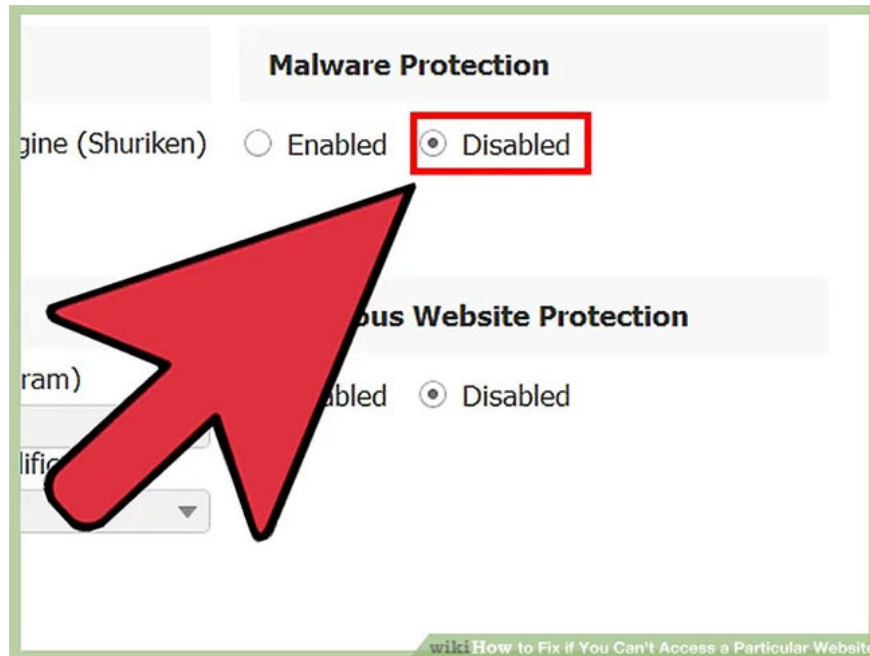 Malware Protection
gine (Shuriken) Enabled Disabled
ous Website Protection
ram) abled Disabled
lific
wikiHow to Fix if You Can't Access a Particular Website